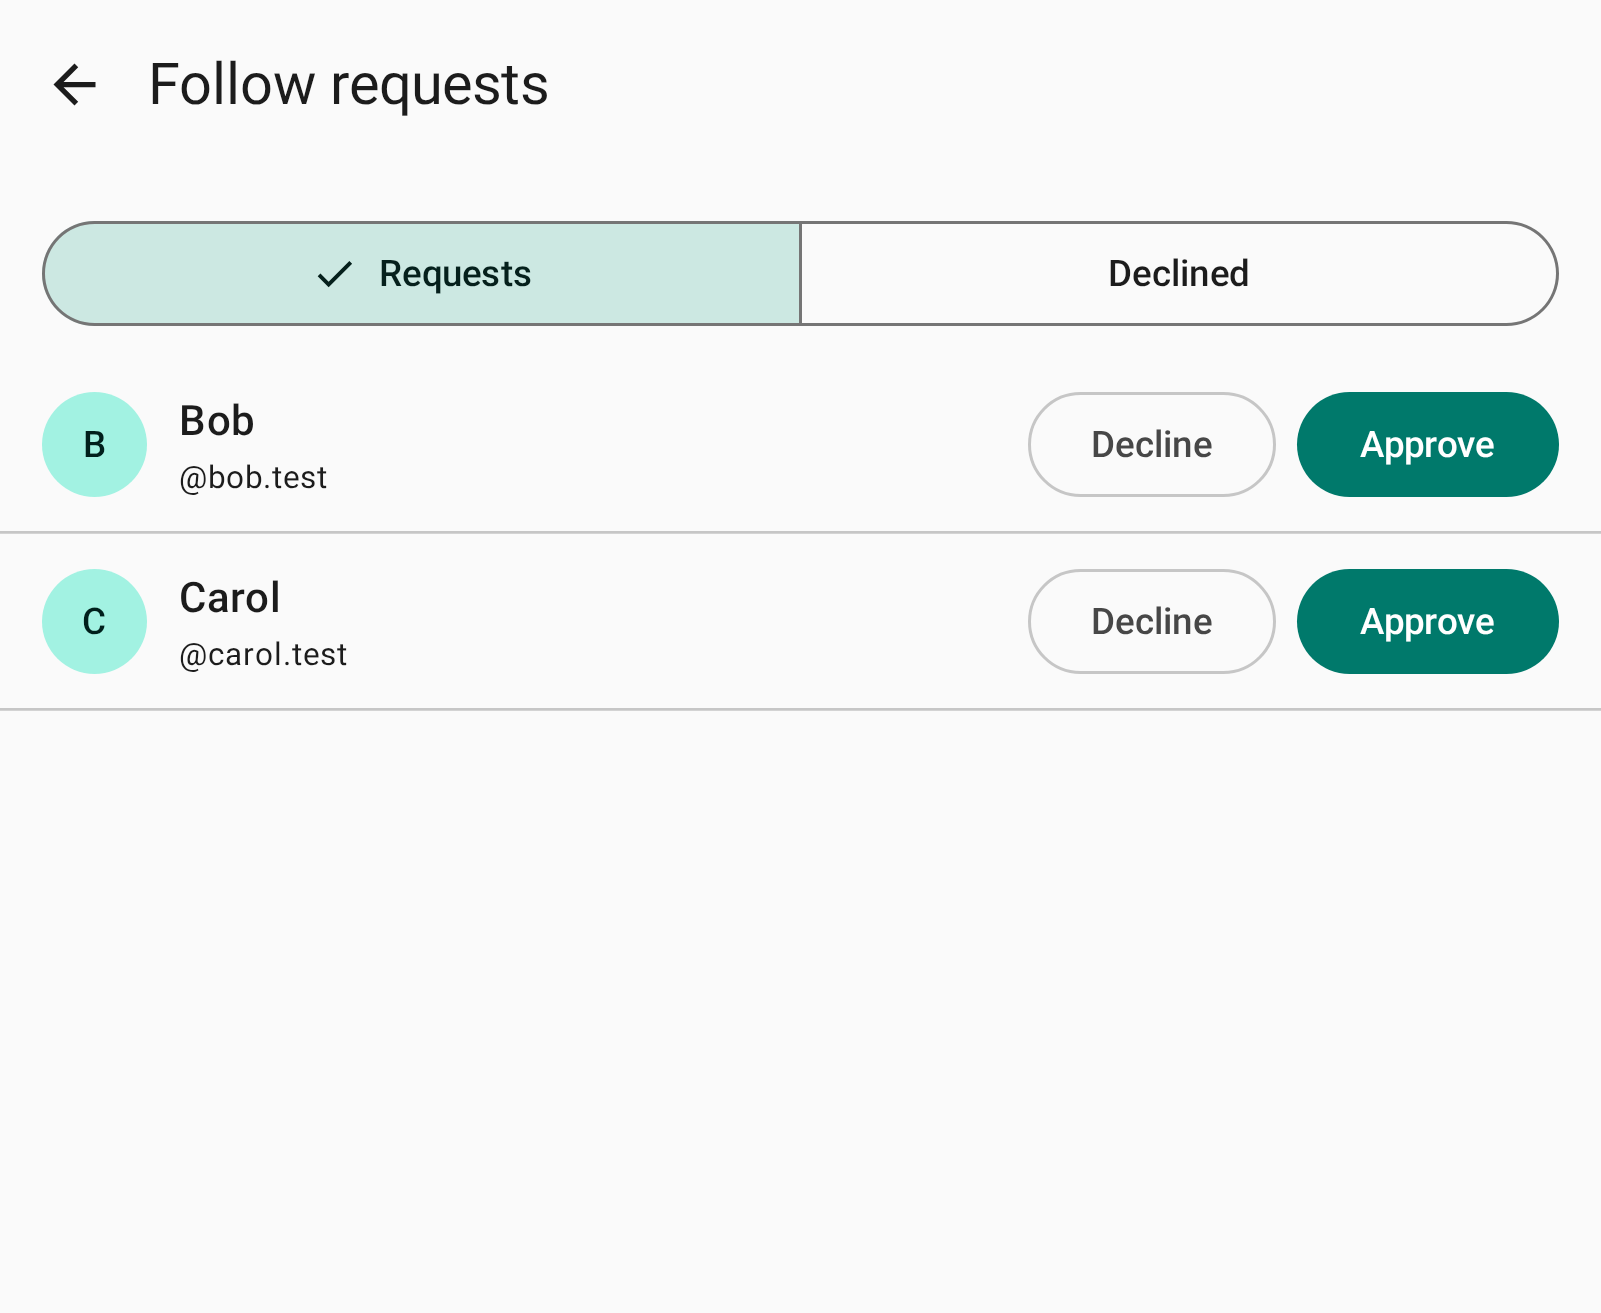 Follow requests
Requests
Declined
B
Bob
@bob.test
Decline
Approve
C
Carol
@carol.test
Decline
Approve